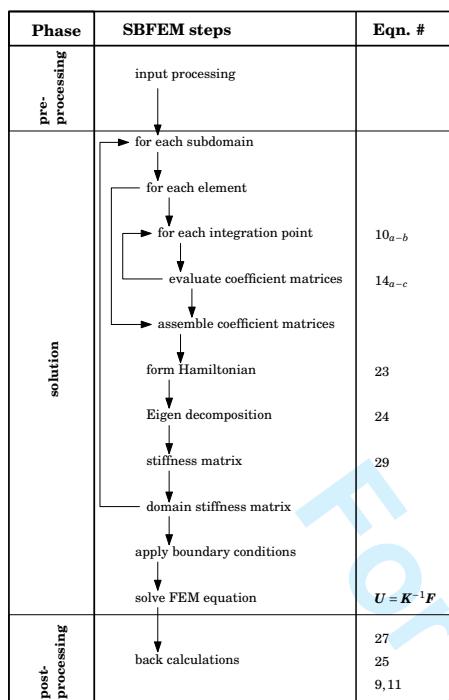 Phase SBFEM steps Eqn. #
pre-
processing
input processing
solution
for each subdomain
for each element
for each integration point 10a−b
evaluate coefficient matrices 14a−c
assemble coefficient matrices
form Hamiltonian 23
Eigen decomposition 24
stiffness matrix 29
domain stiffness matrix
apply boundary conditions
solve FEM equation U = K−1F
post-
processing
27
back calculations 25
9,11
For